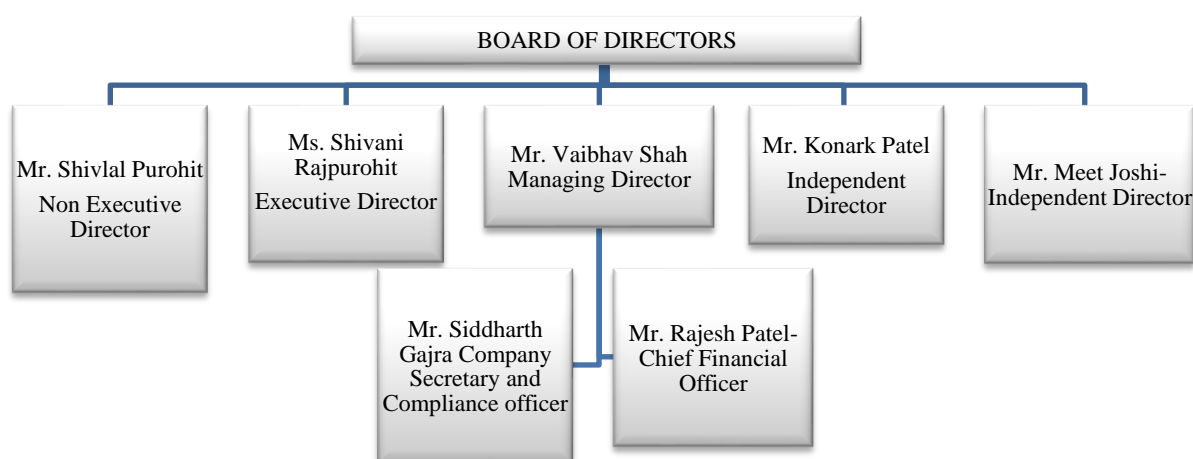 BOARD OF DIRECTORS
Mr. Shivlal Purohit
Non Executive
Director
Ms. Shivani
Rajpurohit
Executive Director
Mr. Vaibhav Shah
Managing Director
Mr. Konark Patel
Independent
Director
Mr. Meet Joshi-
Independent Director
Mr. Siddharth
Gajra Company
Secretary and
Compliance officer
Mr. Rajesh Patel-
Chief Financial
Officer